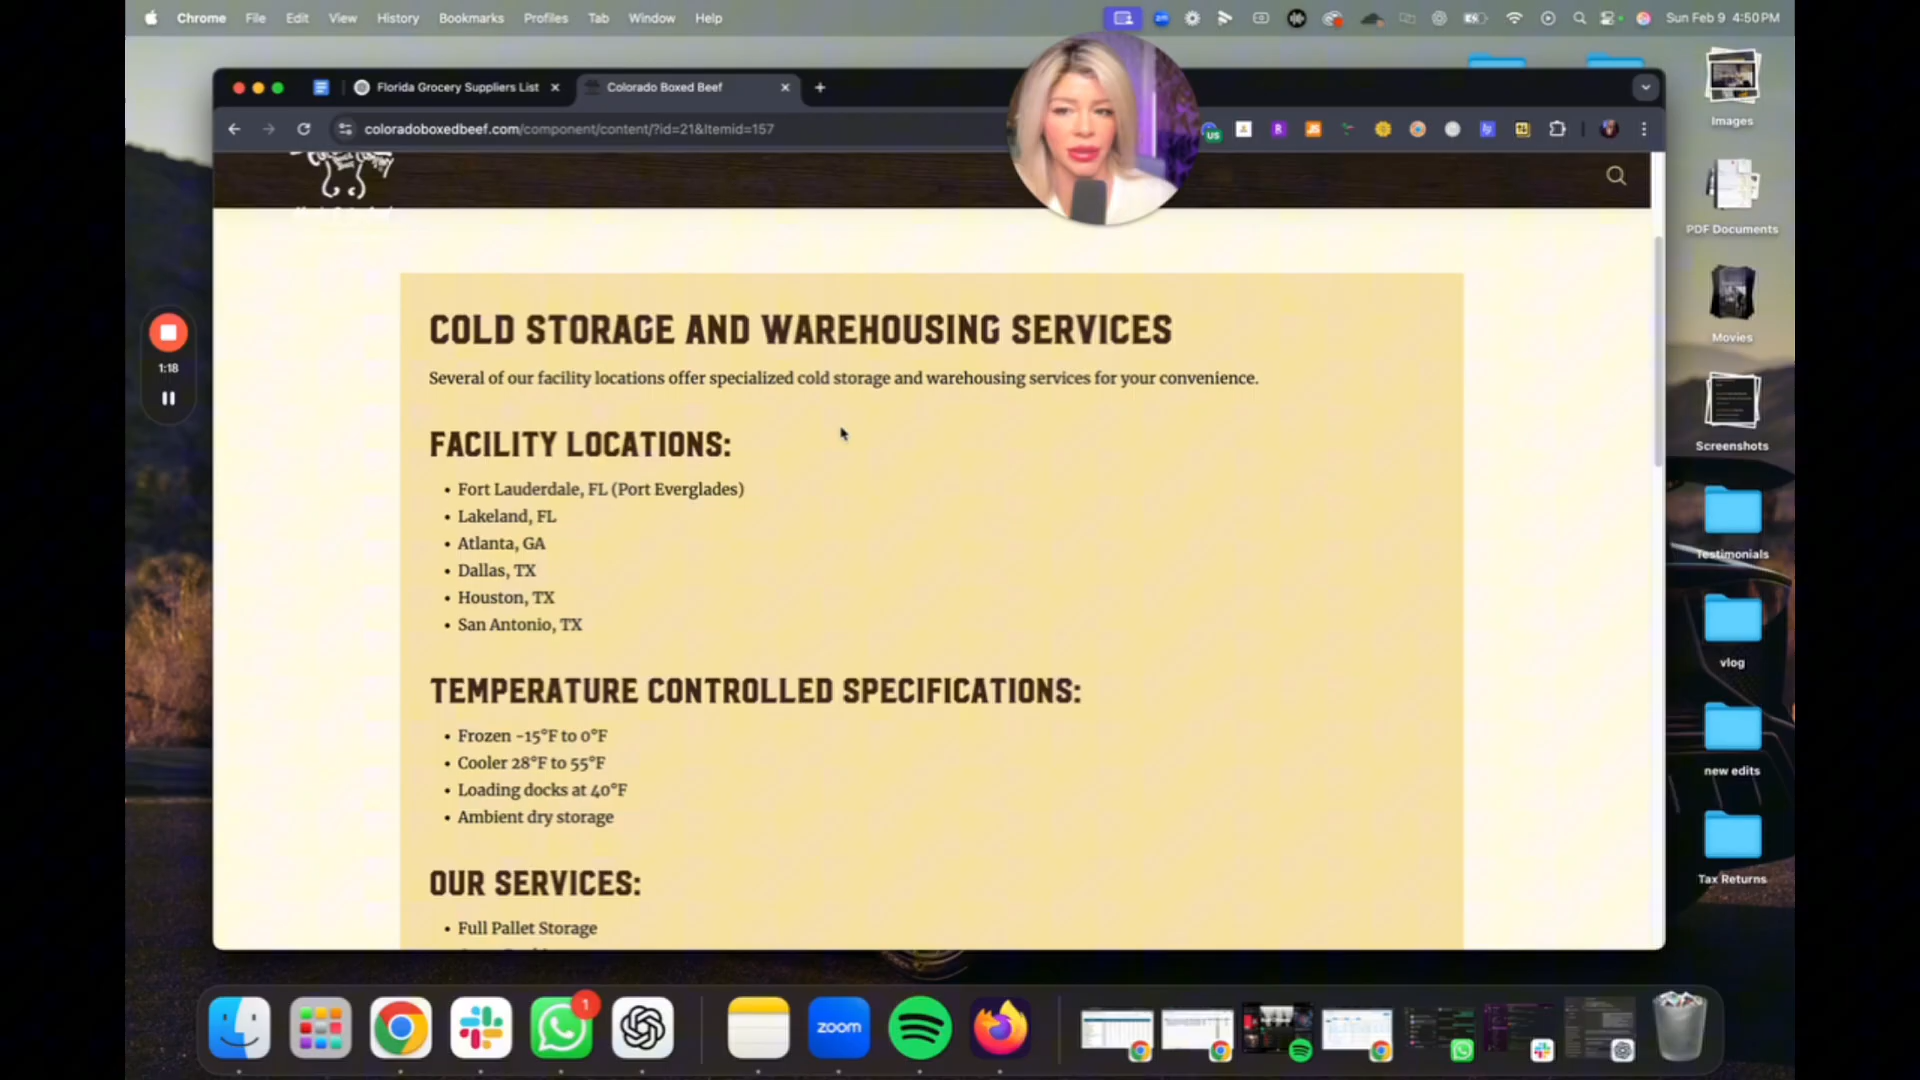 Chrome File Edit View History Bookmarks Profiles Tab Window Help Sun Feb 9 4:50 PM
Florida Grocery Suppliers List Colorado Boxed Beef
coloradoboxedbeef.com/component/content/?id=21&Itemid=157
US
R
JS
Images
PDF Documents
COLD STORAGE AND WAREHOUSING SERVICES
Movies
1:18
Several of our facility locations offer specialized cold storage and warehousing services for your convenience.
FACILITY LOCATIONS:
Screenshots
• Fort Lauderdale, FL (Port Everglades)
• Lakeland, FL
• Atlanta, GA
Testimonials
• Dallas, TX
• Houston, TX
• San Antonio, TX
vlog
TEMPERATURE CONTROLLED SPECIFICATIONS:
• Frozen -15°F to 0°F
• Cooler 28°F to 55°F
new edits
• Loading docks at 40°F
• Ambient dry storage
OUR SERVICES:
Tax Returns
• Full Pallet Storage
1
zoom